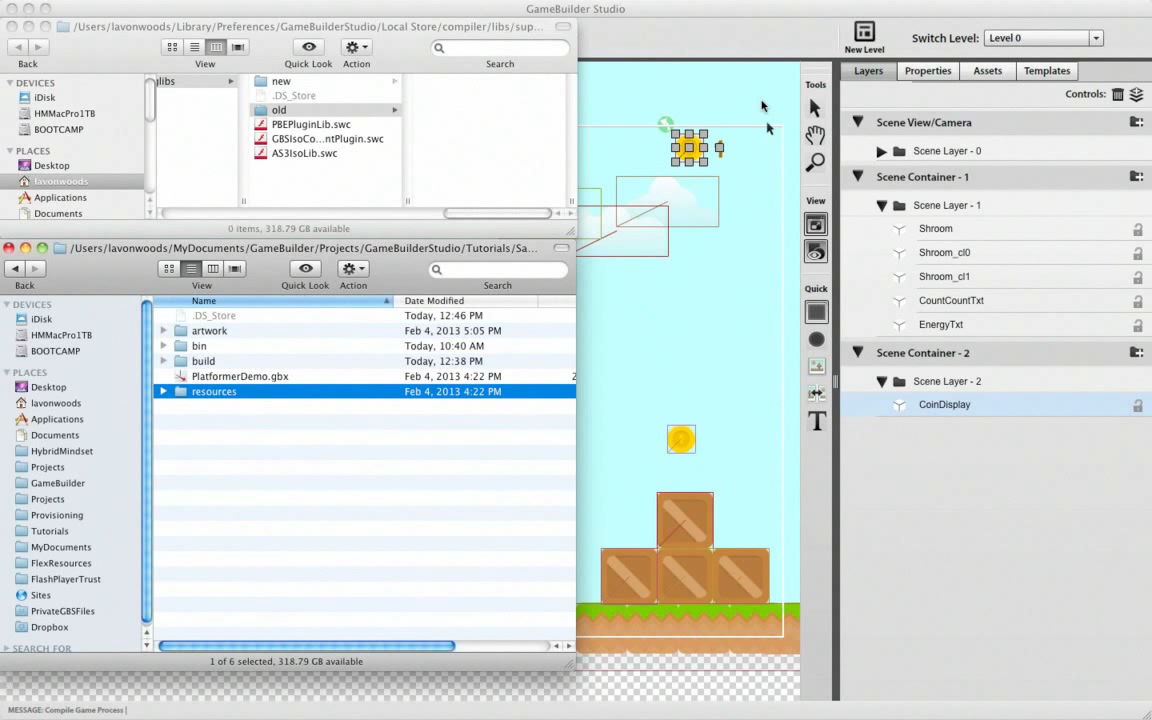 GameBuilder Studio
/Users/lavonwoods/Library/Preferences/GameBuilderStudio/Local Store/compiler/libs/sup...
Back
View
Quick Look
Action
Search
DEVICES
iDisk
HMMacPro1TB
BOOTCAMP
PLACES
Desktop
lavonwoods
Applications
Documents
libs
new
.DS_Store
old
PBEPluginLib.swc
GBSIsoCo...ntPlugin.swc
AS3IsoLib.swc
0 items, 318.79 GB available
/Users/lavonwoods/MyDocuments/GameBuilder/Projects/GameBuilderStudio/Tutorials/Sa...
Back
View
Quick Look
Action
Search
DEVICES
iDisk
HMMacPro1TB
BOOTCAMP
PLACES
Desktop
lavonwoods
Applications
Documents
HybridMindset
Projects
GameBuilder
Projects
Provisioning
Tutorials
MyDocuments
FlexResources
FlashPlayerTrust
Sites
PrivateGBSFiles
Dropbox
SEARCH FOR
Name Date Modified
.DS_Store Today, 12:46 PM
artwork Feb 4, 2013 5:05 PM
bin Today, 10:40 AM
build Today, 12:38 PM
PlatformerDemo.gbx Feb 4, 2013 4:22 PM 2
resources Feb 4, 2013 4:22 PM
1 of 6 selected, 318.79 GB available
New Level
Switch Level: Level 0
Tools
View
Quick
T
Layers Properties Assets Templates
Controls:
Scene View/Camera
Scene Layer - 0
Scene Container - 1
Scene Layer - 1
Shroom
Shroom_cl0
Shroom_cl1
CountCountTxt
EnergyTxt
Scene Container - 2
Scene Layer - 2
CoinDisplay
MESSAGE: Compile Game Process |